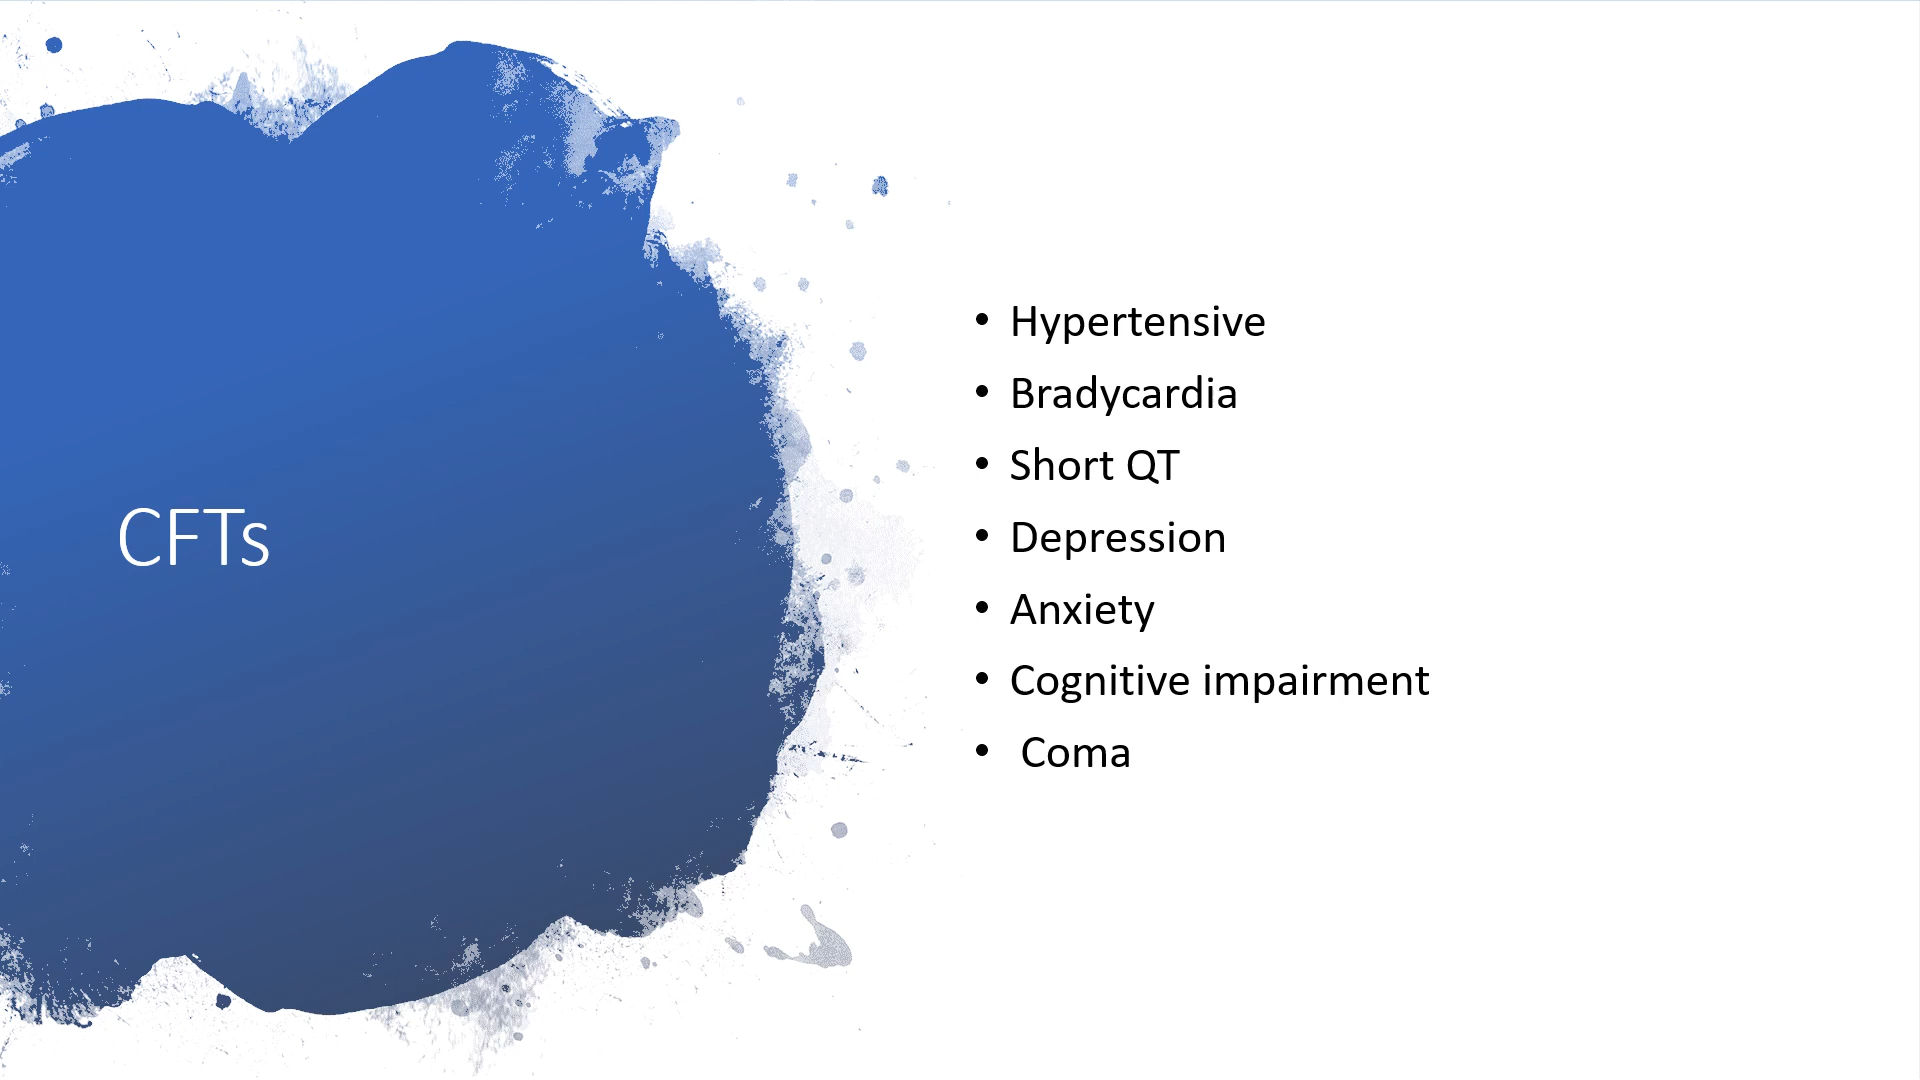 CFTs
• Hypertensive
• Bradycardia
• Short QT
• Depression
• Anxiety
• Cognitive impairment
• Coma